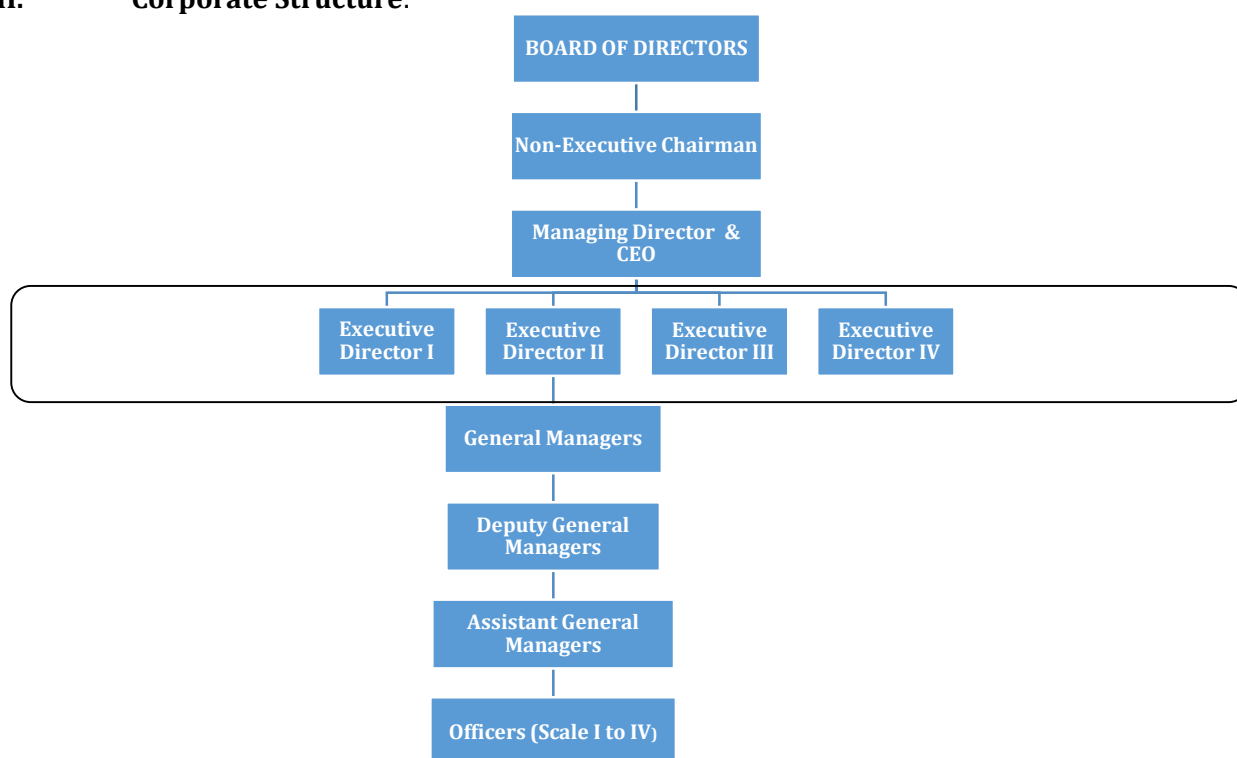 II. Corporate Structure.
BOARD OF DIRECTORS
Non-Executive Chairman
Managing Director &
CEO
Executive
Director I
Executive
Director II
Executive
Director III
Executive
Director IV
General Managers
Deputy General
Managers
Assistant General
Managers
Officers (Scale I to IV)